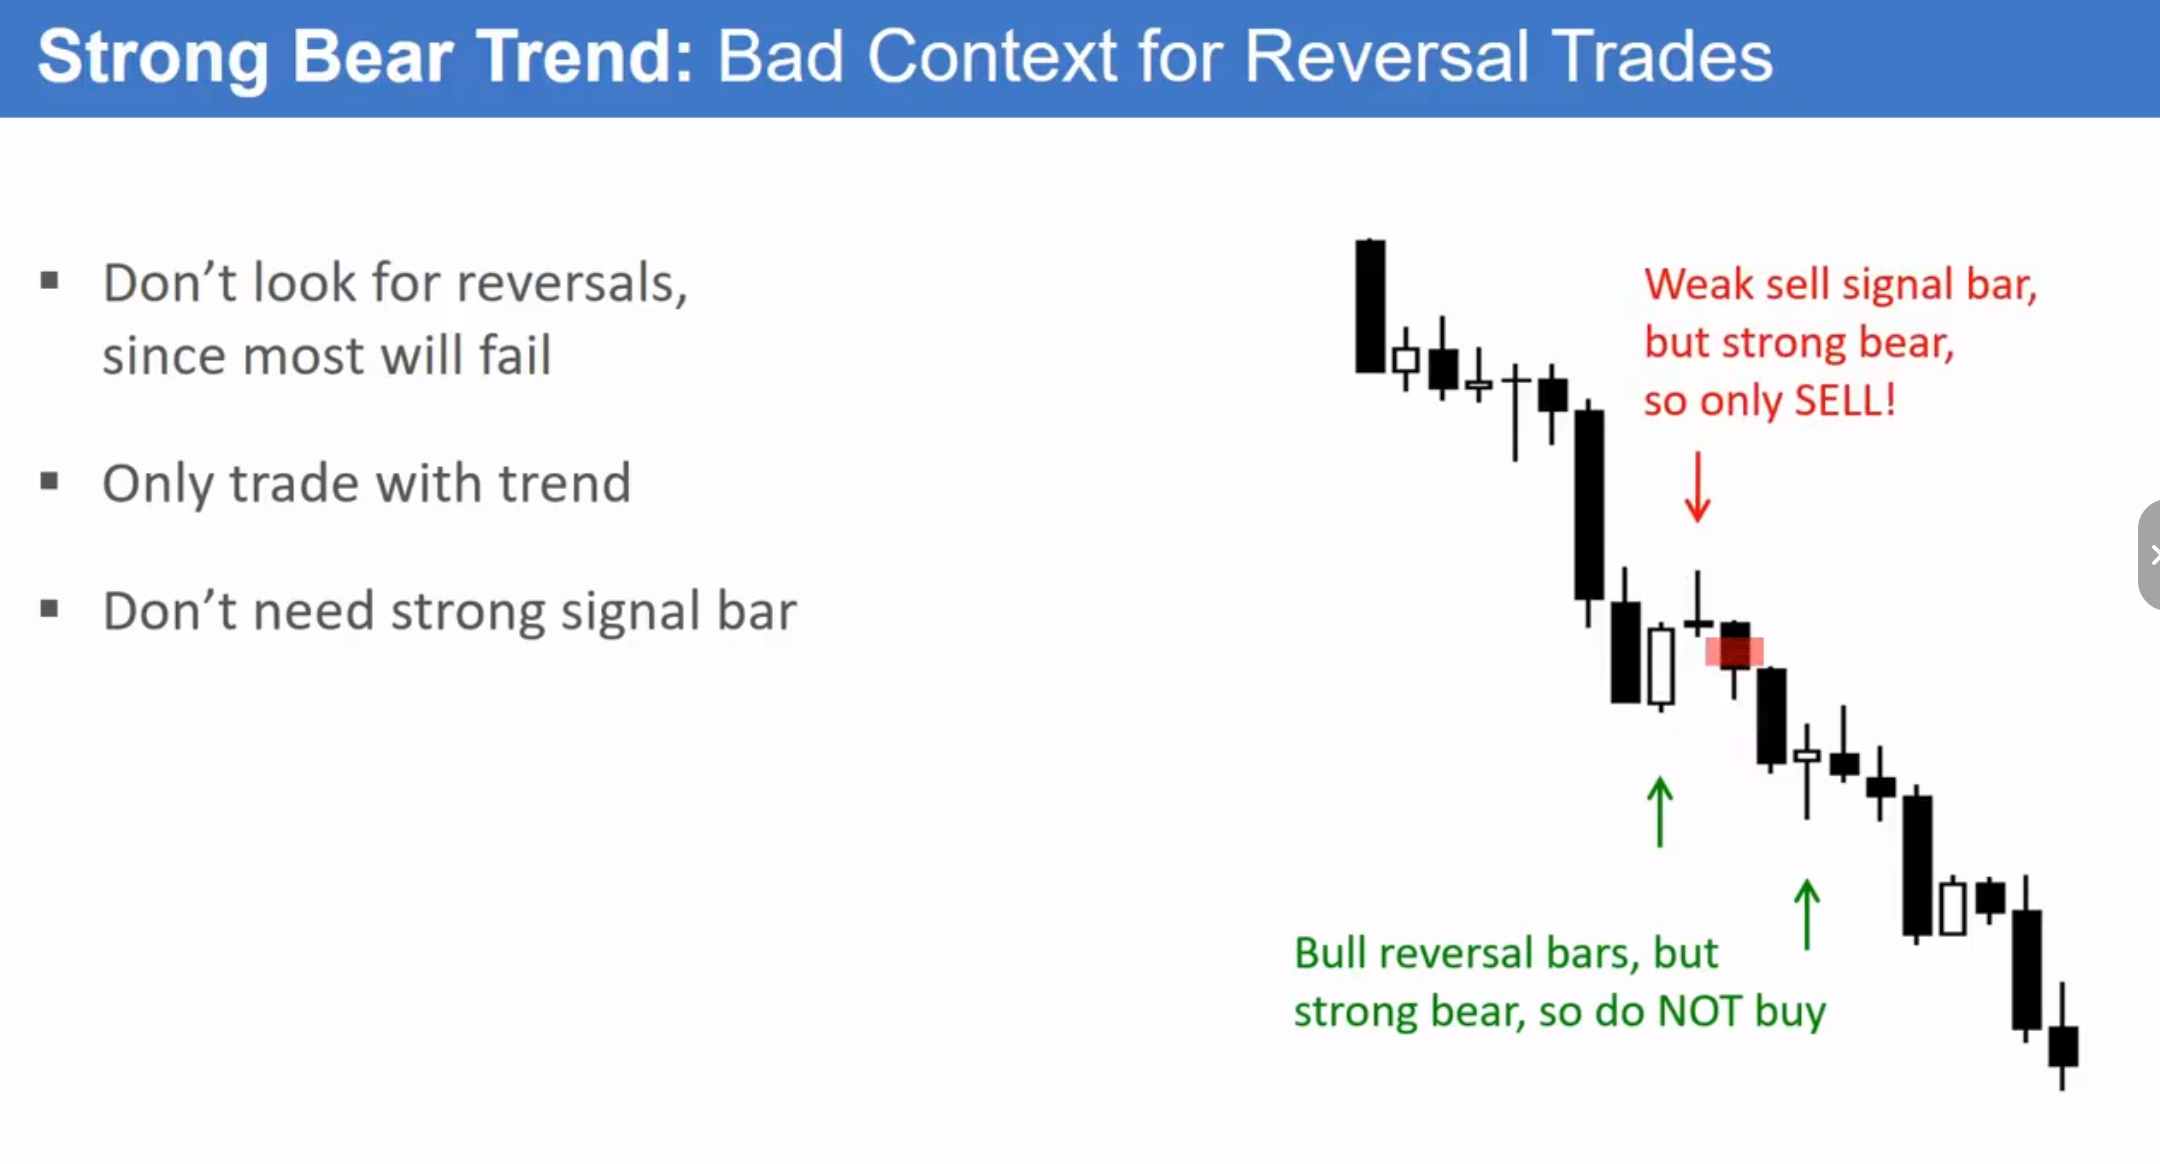 Strong Bear Trend: Bad Context for Reversal Trades
▪ Don’t look for reversals,
since most will fail
▪ Only trade with trend
▪ Don’t need strong signal bar
Weak sell signal bar,
but strong bear,
so only SELL!
Bull reversal bars, but
strong bear, so do NOT buy